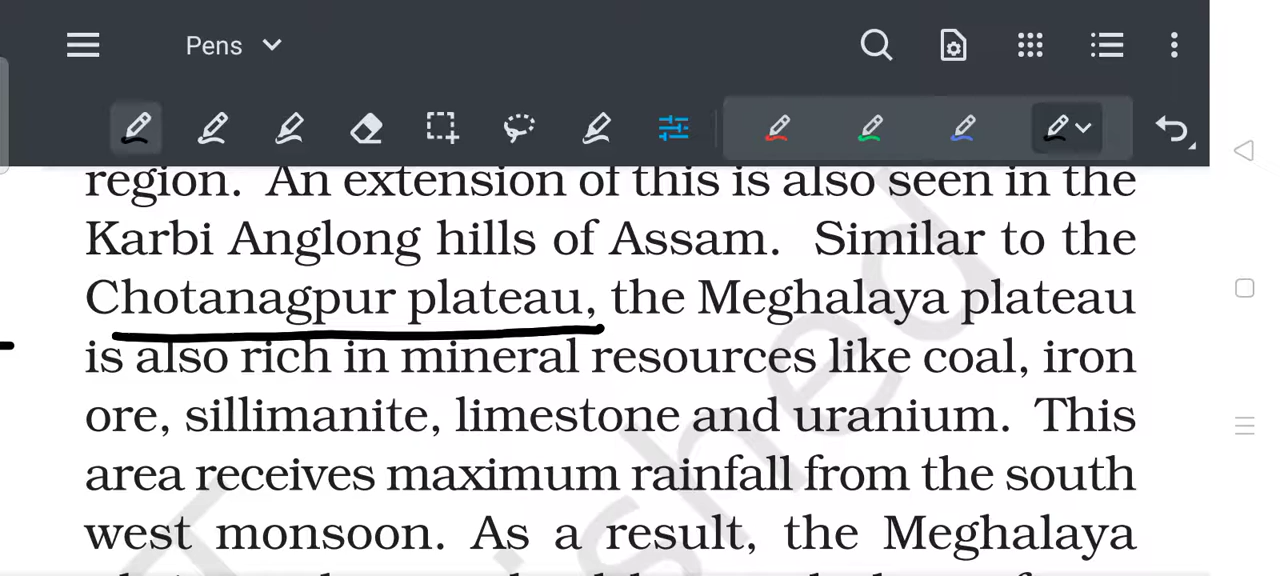 Pens
region. An extension of this is also seen in the
Karbi Anglong hills of Assam. Similar to the
Chotanagpur plateau, the Meghalaya plateau
is also rich in mineral resources like coal, iron
ore, sillimanite, limestone and uranium. This
area receives maximum rainfall from the south
west monsoon. As a result, the Meghalaya